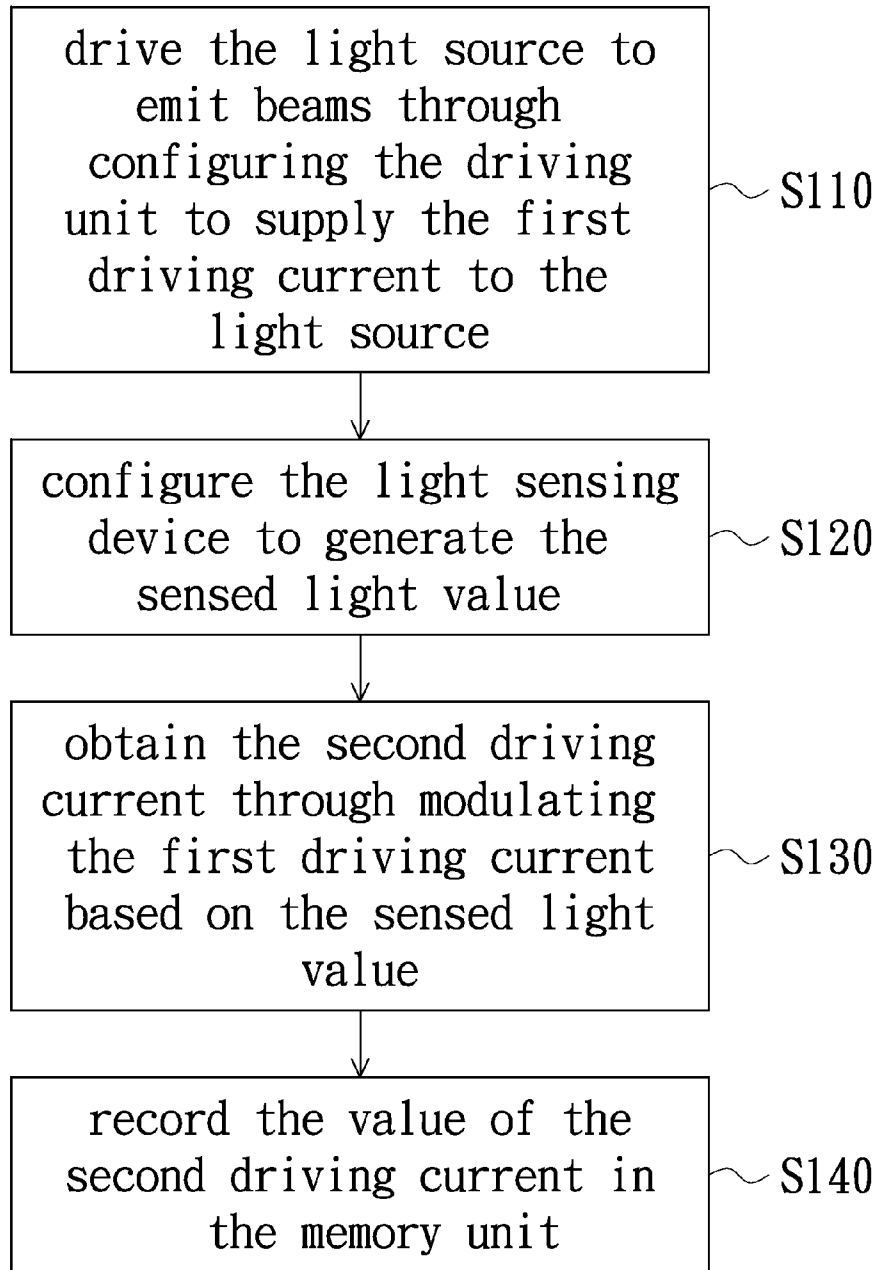 drive the light source to
emit beams through
configuring the driving
unit to supply the first
driving current to the
light source
S110
configure the light sensing
device to generate the
sensed light value
S120
obtain the second driving
current through modulating
the first driving current
based on the sensed light
value
S130
record the value of the
second driving current in
the memory unit
S140